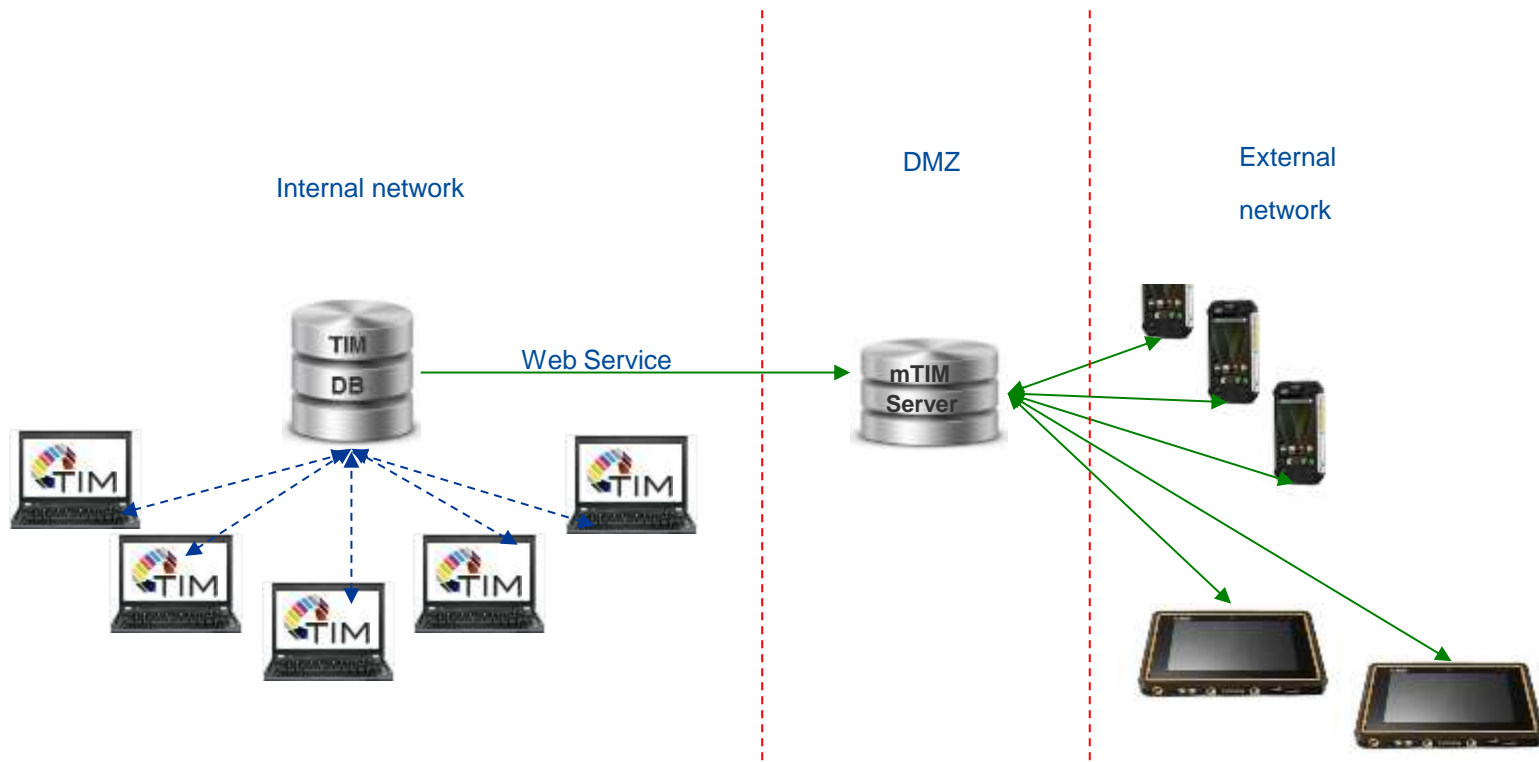 Internal network
DMZ
External
network
TIM
DB
Web Service
mTIM
Server
TIM
TIM
TIM
TIM
TIM